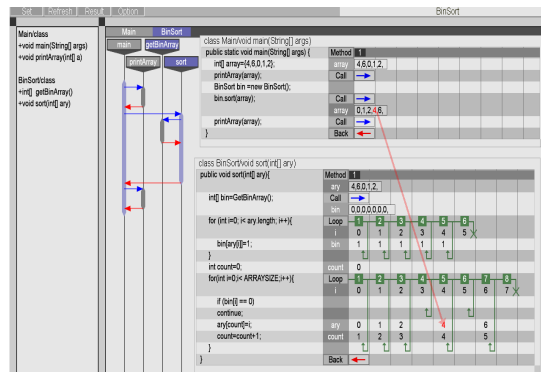 Set | Refresh | Result | Option
BinSort
Main/class
+void main(String[] args)
+void printArray(int[] a)
BinSort/class
+int[] getBinArray()
+void sort(int[] ary)
Main BinSort
main getBinArray
printArray sort
class Main/void main(String[] args)
public static void main(String[] args) { Method 1
int[] array={4,6,0,1,2}; array 4,6,0,1,2,
printArray(array); Call
BinSort bin =new BinSort();
bin.sort(array); Call
array 0,1,2,4,6,
printArray(array); Call
} Back
class BinSort/void sort(int[] ary)
public void sort(int[] ary){ Method 1
ary 4,6,0,1,2,
int[] bin=GetBinArray(); Call
bin 0,0,0,0,0,0,0,
for (int i=0; i< ary.length; i++){ Loop 1 2 3 4 5 6
i 0 1 2 3 4 5
bin[ary[i]]=1; bin 1 1 1 1 1
}
int count=0; count 0
for(int i=0;i< ARRAYSIZE;i++){ Loop 1 2 3 4 5 6 7 8
i 0 1 2 3 4 5 6 7
if (bin[i] == 0)
continue;
ary[count]=i; ary 0 1 2 4 6
count=count+1; count 1 2 3 4 5
}
} Back